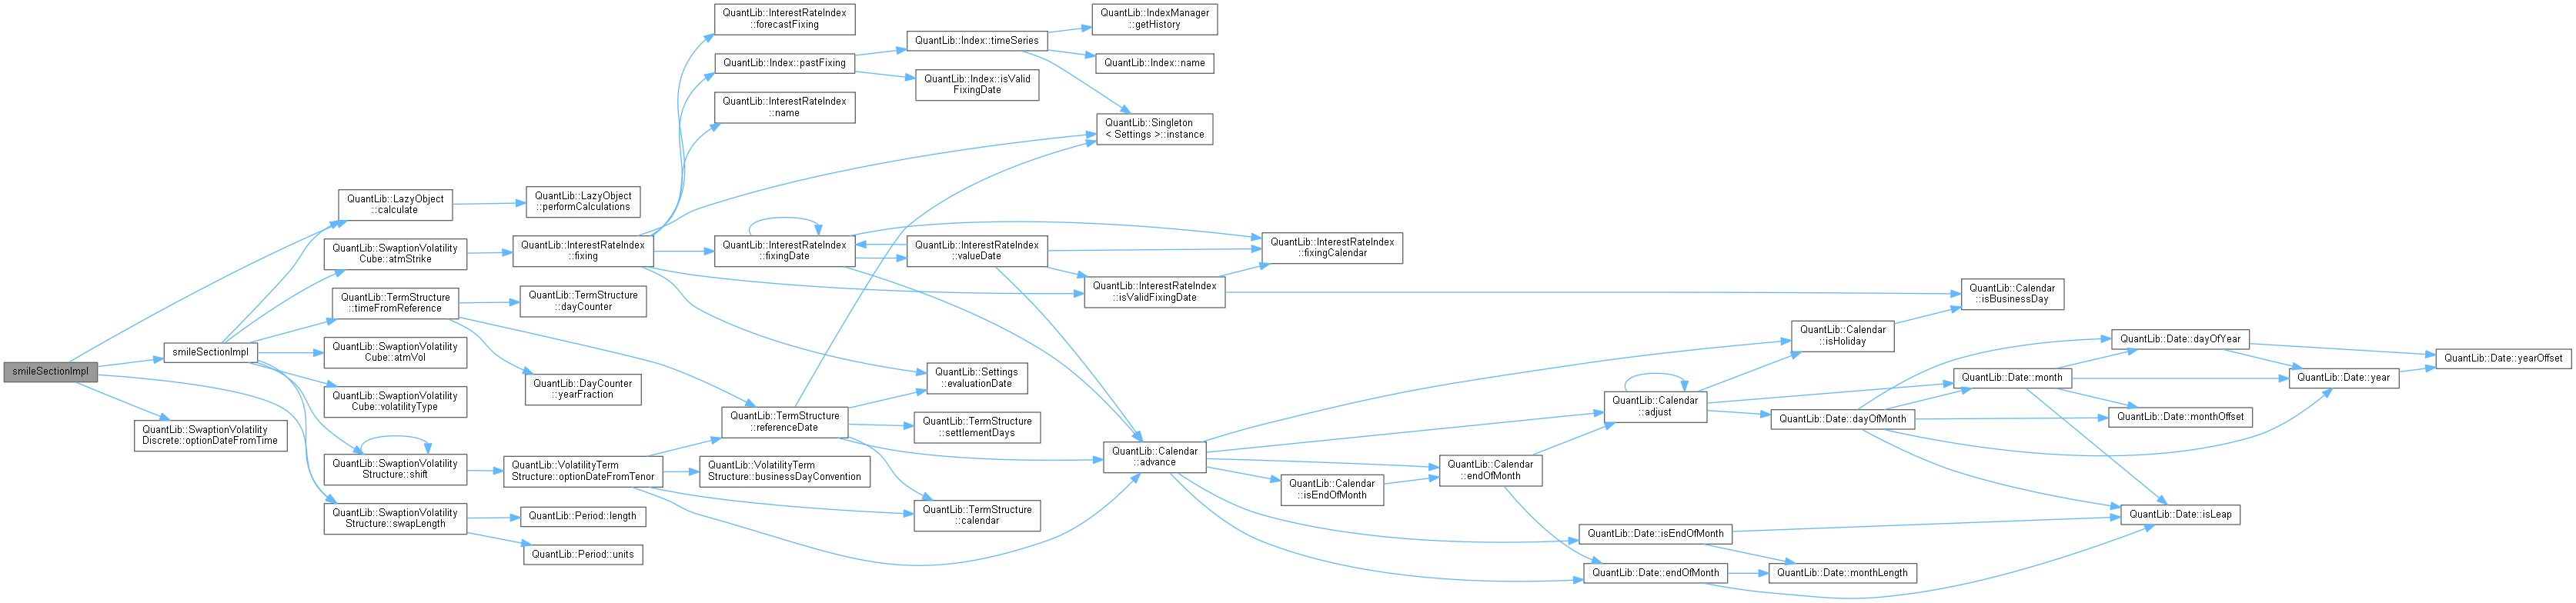 smileSectionImpl
smileSectionImpl
QuantLib::SwaptionVolatility
Discrete::optionDateFromTime
QuantLib::LazyObject
::calculate
QuantLib::SwaptionVolatility
Cube::atmStrike
QuantLib::TermStructure
::timeFromReference
QuantLib::SwaptionVolatility
Cube::atmVol
QuantLib::SwaptionVolatility
Cube::volatilityType
QuantLib::SwaptionVolatility
Structure::shift
QuantLib::SwaptionVolatility
Structure::swapLength
QuantLib::LazyObject
::performCalculations
QuantLib::InterestRateIndex
::fixing
QuantLib::TermStructure
::dayCounter
QuantLib::DayCounter
::yearFraction
QuantLib::VolatilityTerm
Structure::optionDateFromTenor
QuantLib::Period::length
QuantLib::Period::units
QuantLib::InterestRateIndex
::forecastFixing
QuantLib::Index::pastFixing
QuantLib::InterestRateIndex
::name
QuantLib::InterestRateIndex
::fixingDate
QuantLib::TermStructure
::referenceDate
QuantLib::VolatilityTerm
Structure::businessDayConvention
QuantLib::Index::timeSeries
QuantLib::Index::isValid
FixingDate
QuantLib::InterestRateIndex
::valueDate
QuantLib::Settings
::evaluationDate
QuantLib::TermStructure
::settlementDays
QuantLib::TermStructure
::calendar
QuantLib::IndexManager
::getHistory
QuantLib::Index::name
QuantLib::Singleton
< Settings >::instance
QuantLib::InterestRateIndex
::isValidFixingDate
QuantLib::Calendar
::advance
QuantLib::InterestRateIndex
::fixingCalendar
QuantLib::Calendar
::isEndOfMonth
QuantLib::Calendar
::endOfMonth
QuantLib::Calendar
::adjust
QuantLib::Date::isEndOfMonth
QuantLib::Date::endOfMonth
QuantLib::Calendar
::isHoliday
QuantLib::Date::dayOfMonth
QuantLib::Date::monthLength
QuantLib::Calendar
::isBusinessDay
QuantLib::Date::month
QuantLib::Date::dayOfYear
QuantLib::Date::monthOffset
QuantLib::Date::isLeap
QuantLib::Date::year
QuantLib::Date::yearOffset